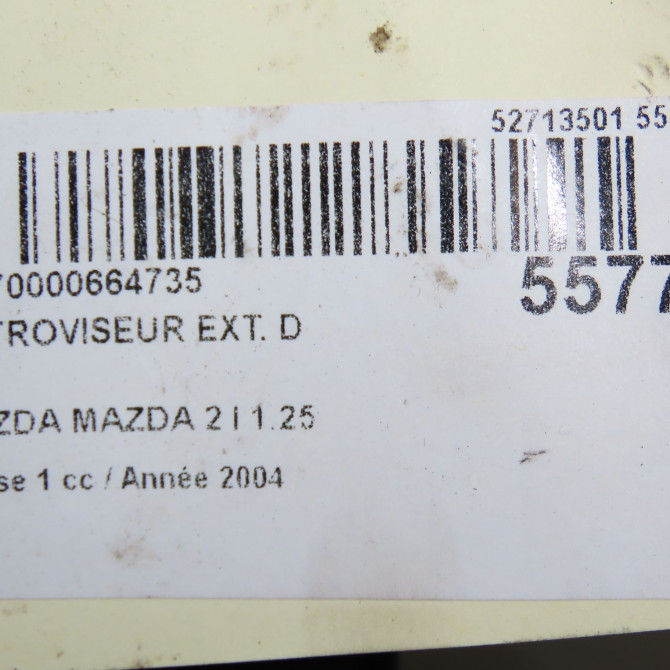 52713501 55
70000664735
5577
TROVISEUR EXT. D
ZDA MAZDA 2 I 1.25
se 1 cc / Année 2004